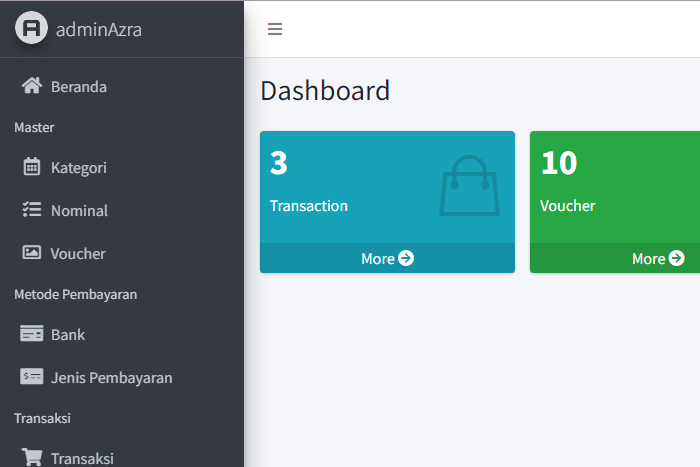 adminAzra
Beranda
Master
Kategori
Nominal
Voucher
Metode Pembayaran
Bank
Jenis Pembayaran
Transaksi
Transaksi
Dashboard
3
Transaction
More
10
Voucher
More